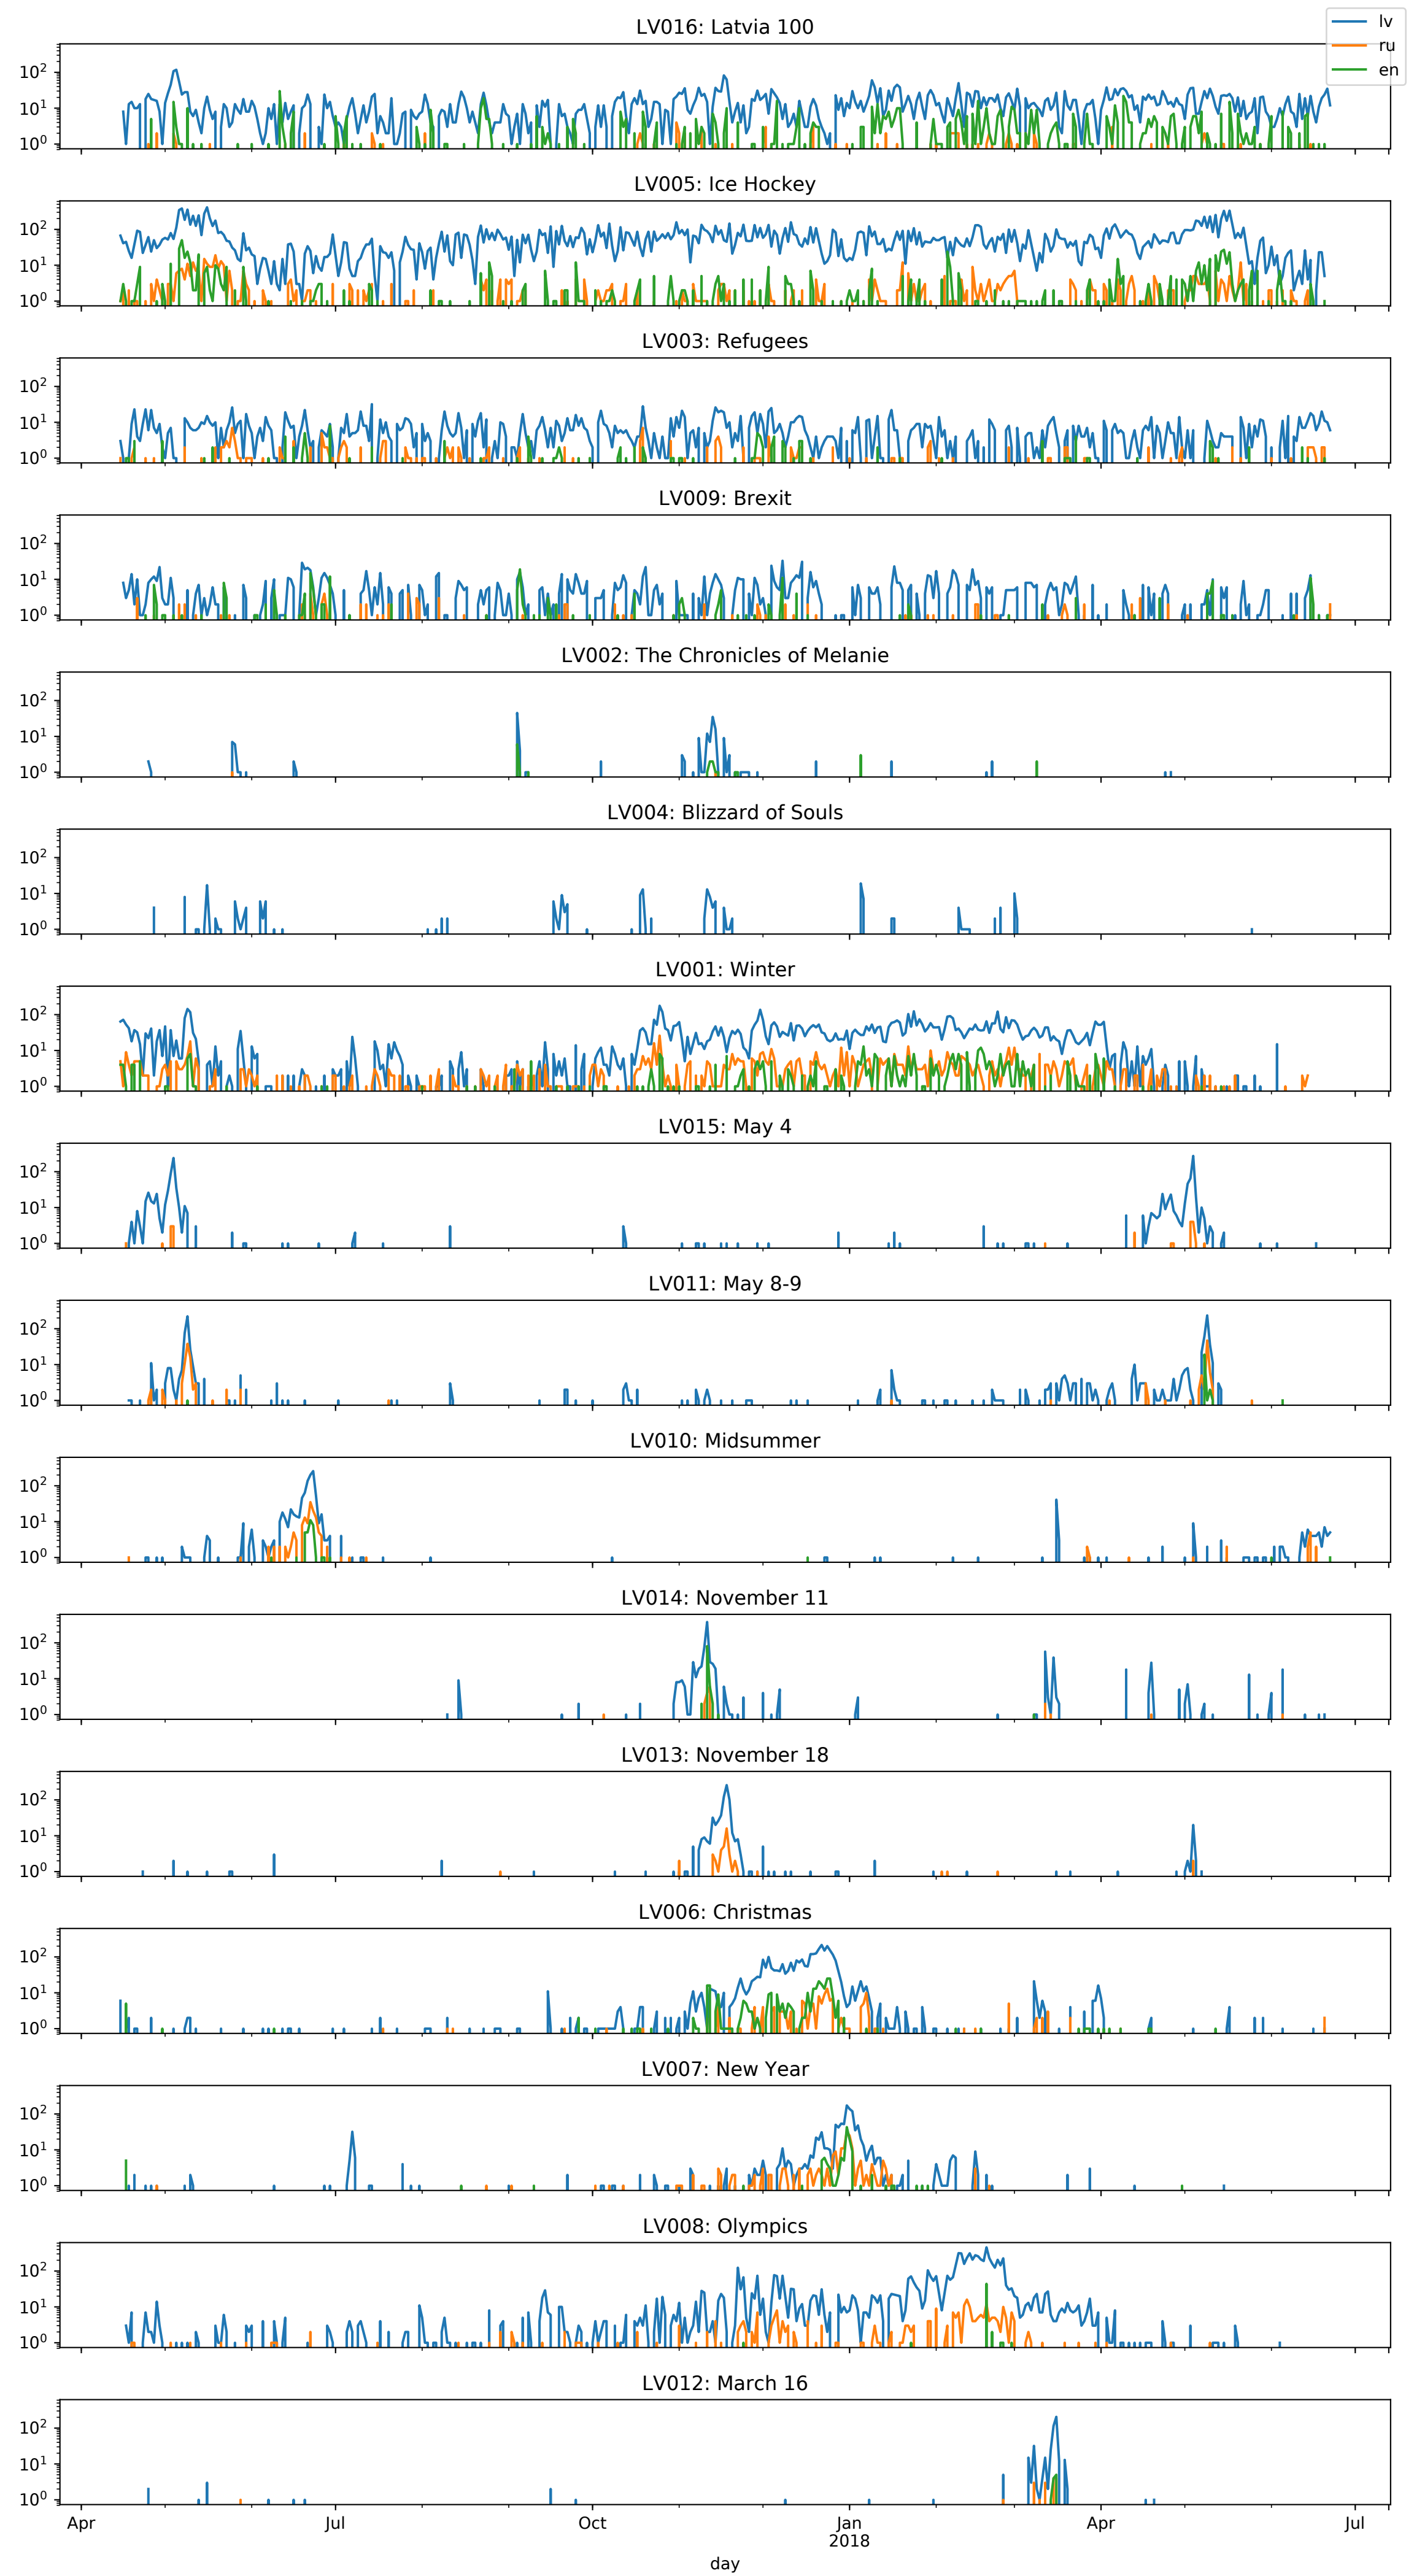 LV016: Latvia 100
lv
ru
en
10²
10¹
10⁰
LV005: Ice Hockey
10²
10¹
10⁰
LV003: Refugees
10²
10¹
10⁰
LV009: Brexit
10²
10¹
10⁰
LV002: The Chronicles of Melanie
10²
10¹
10⁰
LV004: Blizzard of Souls
10²
10¹
10⁰
LV001: Winter
10²
10¹
10⁰
LV015: May 4
10²
10¹
10⁰
LV011: May 8-9
10²
10¹
10⁰
LV010: Midsummer
10²
10¹
10⁰
LV014: November 11
10²
10¹
10⁰
LV013: November 18
10²
10¹
10⁰
LV006: Christmas
10²
10¹
10⁰
LV007: New Year
10²
10¹
10⁰
LV008: Olympics
10²
10¹
10⁰
LV012: March 16
10²
10¹
10⁰
Apr Jul Oct Jan Apr Jul
2018
day